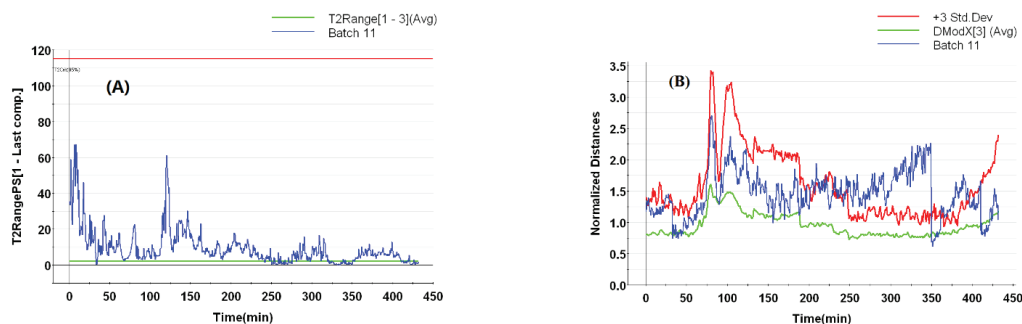 T2Range[1 - 3](Avg)
Batch 11
T2RangePS[1 - Last comp.]
120
100
80
60
40
10
0
T2Crit(95%)
(A)
0
50
100
150
200
250
300
350
400
450
Time(min)
+3 Std.Dev
DModX[3] (Avg)
Batch 11
Normalized Distances
3.5
3.0
2.5
2.0
1.5
1.0
0.5
0.0
(B)
0
50
100
150
200
250
300
350
400
450
Time(min)